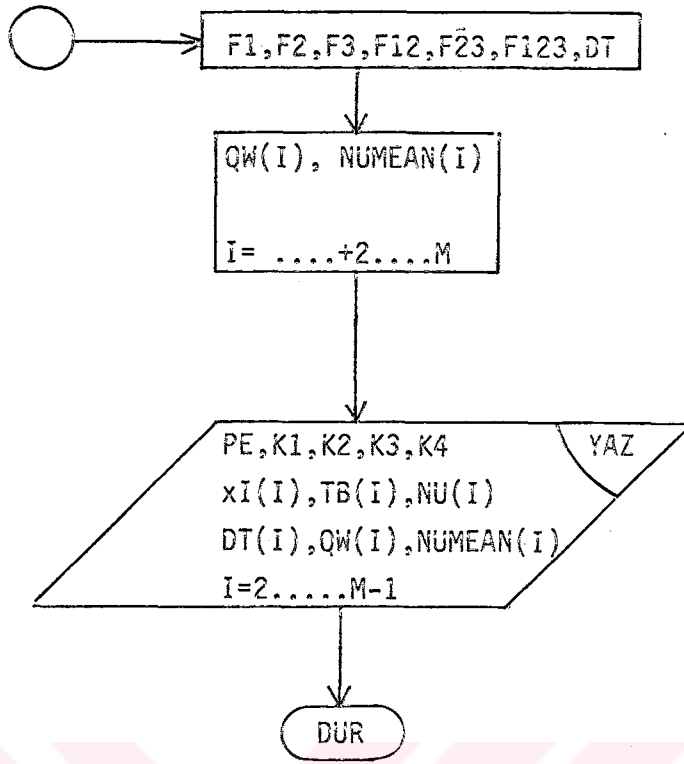 F1,F2,F3,F12,F23,F123,DT
QW(I), NUMEAN(I)
I= ....+2....M
PE,K1,K2,K3,K4
YAZ
xI(I),TB(I),NU(I)
DT(I),QW(I),NUMEAN(I)
I=2.....M-1
DUR